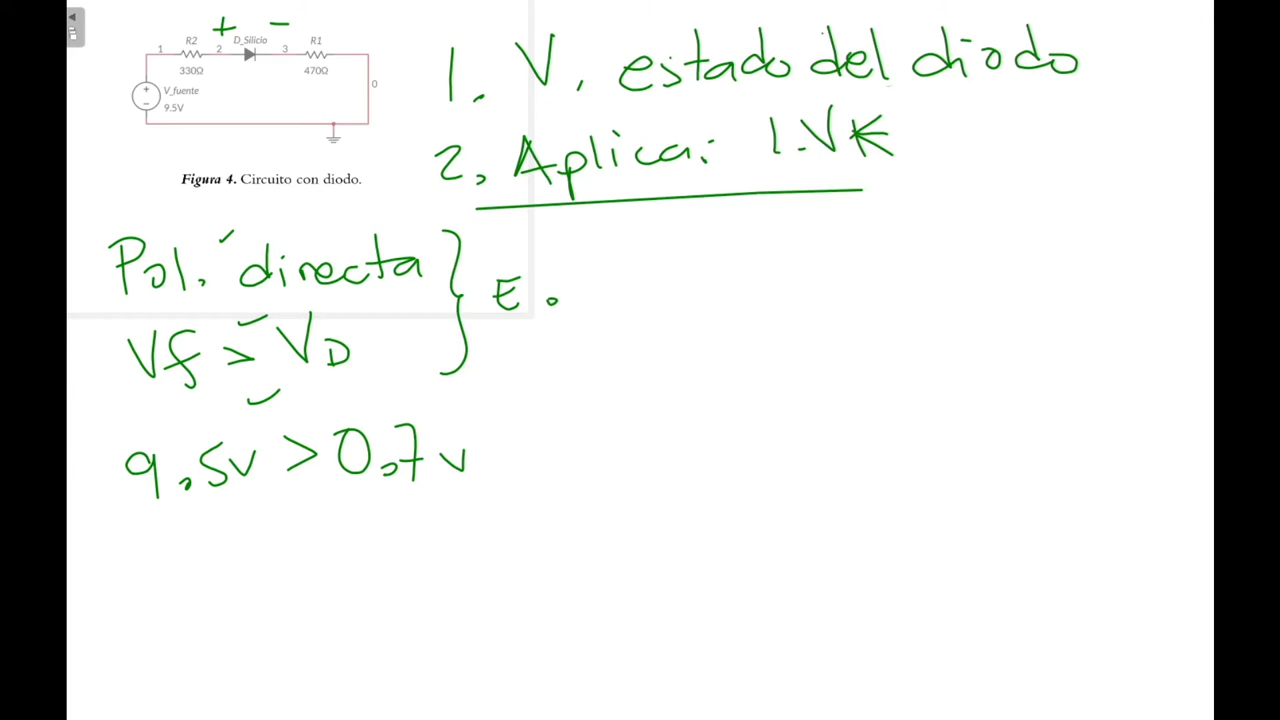 + -
R2 D_Silicio R1
1 2 3
330Ω 470Ω
0
+ V_fuente
- 9.5V
Figura 4. Circuito con diodo.
1. V. estado del diodo
2. Aplica: LVK
Pol. directa
Vf > VD
E.
9.5v > 0.7v